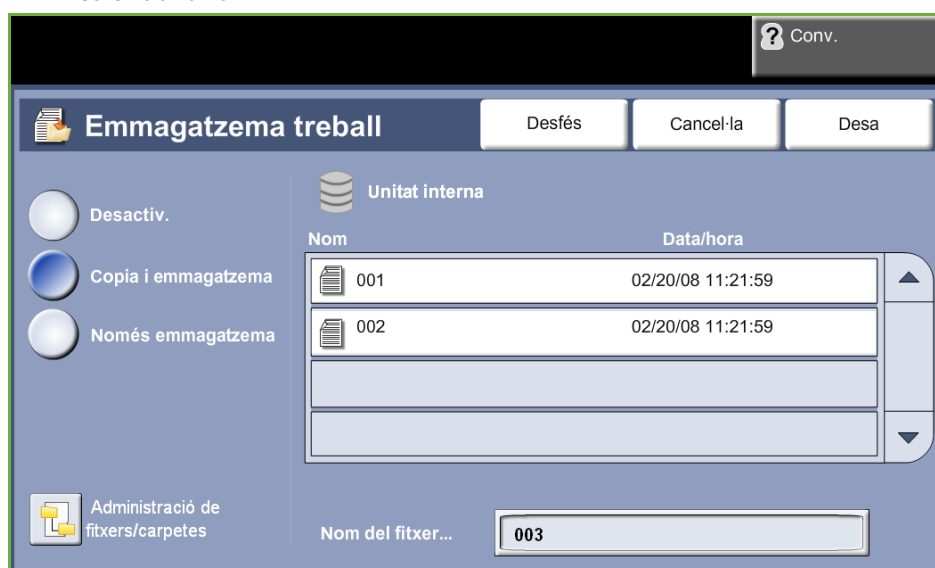 Conv.
Emmagatzema treball
Desfés
Cancel·la
Desa
Desactiv.
Copia i emmagatzema
Només emmagatzema
Unitat interna
Nom Data/hora
001 02/20/08 11:21:59
002 02/20/08 11:21:59
Administració de
fitxers/carpetes
Nom del fitxer...
003